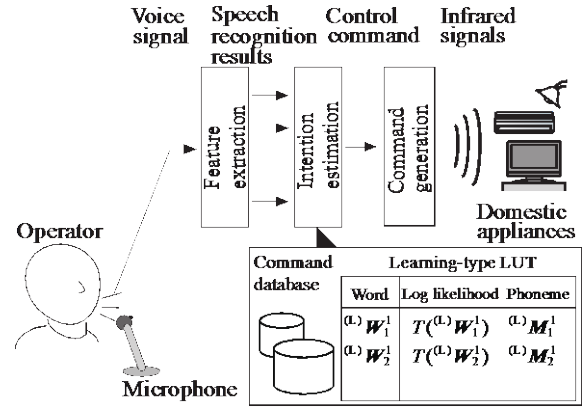 Voice signal
Speech recognition results
Control command
Infrared signals
Feature extraction
Intention estimation
Command generation
Domestic appliances
Operator
Microphone
Command database
Learning-type LUT
Word Log likelihood Phoneme
(L)W₁¹ T((L)W₁¹) (L)M₁¹
(L)W₂¹ T((L)W₂¹) (L)M₂¹